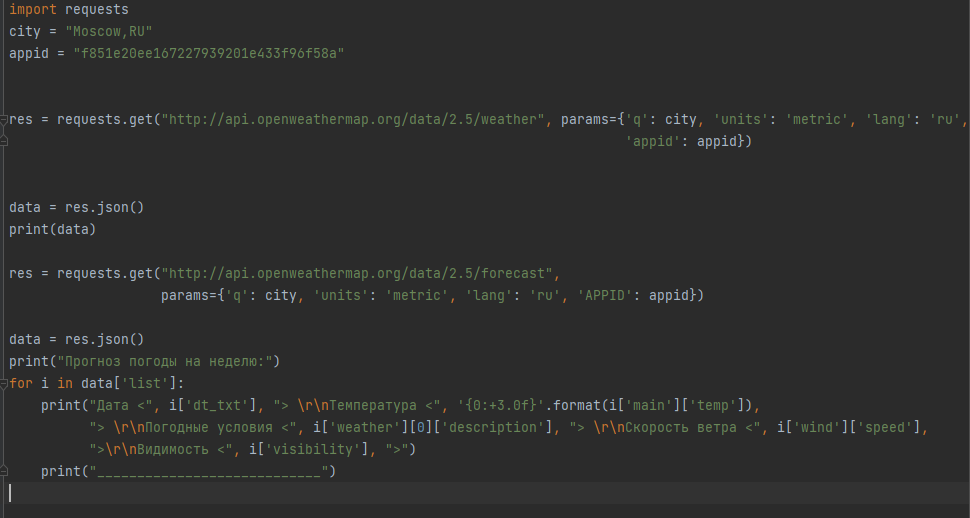 import requests
city = "Moscow,RU"
appid = "f851e20ee167227939201e433f96f58a"
res = requests.get("http://api.openweathermap.org/data/2.5/weather", params={'q': city, 'units': 'metric', 'lang': 'ru',
'appid': appid})
data = res.json()
print(data)
res = requests.get("http://api.openweathermap.org/data/2.5/forecast",
params={'q': city, 'units': 'metric', 'lang': 'ru', 'APPID': appid})
data = res.json()
print("Прогноз погоды на неделю:")
for i in data['list']:
print("Дата <", i['dt_txt'], "> \r\nТемпература <", '{0:+3.0f}'.format(i['main']['temp']),
"> \r\nПогодные условия <", i['weather'][0]['description'], "> \r\nСкорость ветра <", i['wind']['speed'],
">\r\nВидимость <", i['visibility'], ">")
print("____________________________")